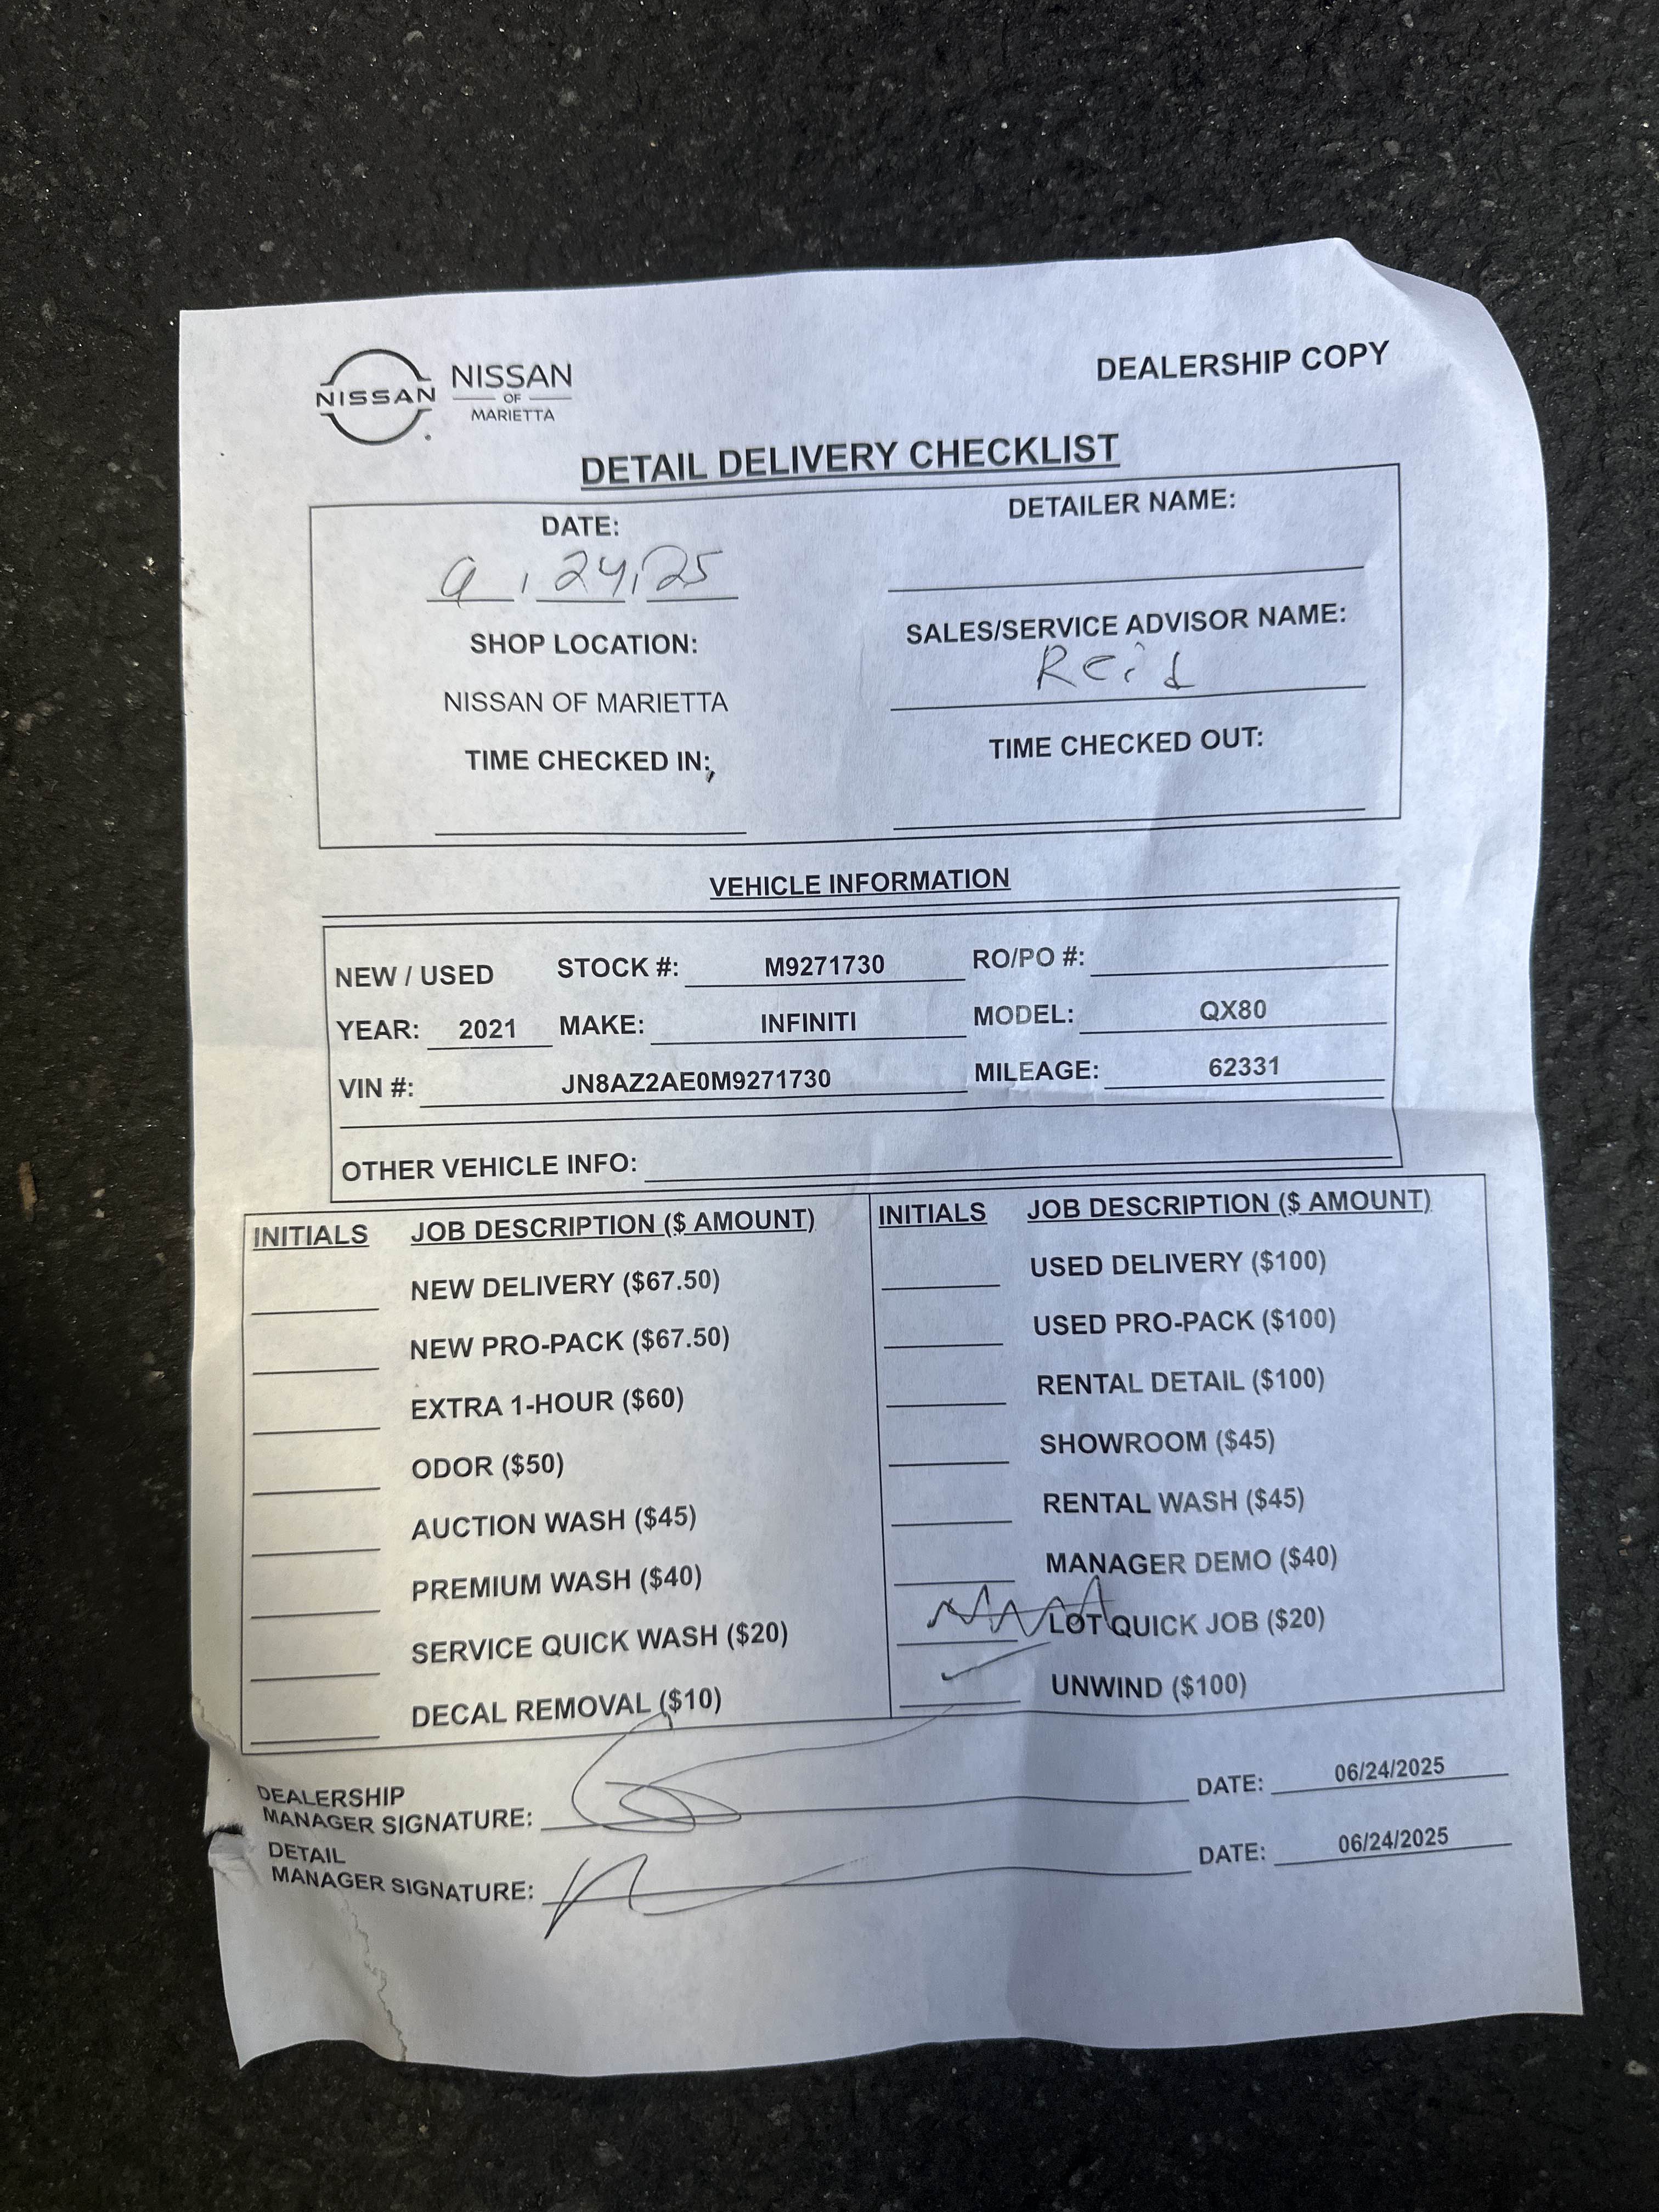 NISSAN
NISSAN
OF
MARIETTA
DEALERSHIP COPY
DETAIL DELIVERY CHECKLIST
DATE:
DETAILER NAME:
9 , 24, 25
SHOP LOCATION:
SALES/SERVICE ADVISOR NAME:
Reid
NISSAN OF MARIETTA
TIME CHECKED IN:
TIME CHECKED OUT:
VEHICLE INFORMATION
NEW / USED STOCK #: M9271730 RO/PO #:
YEAR: 2021 MAKE: INFINITI MODEL: QX80
VIN #: JN8AZ2AE0M9271730 MILEAGE: 62331
OTHER VEHICLE INFO:
INITIALS JOB DESCRIPTION ($ AMOUNT)
NEW DELIVERY ($67.50)
NEW PRO-PACK ($67.50)
EXTRA 1-HOUR ($60)
ODOR ($50)
AUCTION WASH ($45)
PREMIUM WASH ($40)
SERVICE QUICK WASH ($20)
DECAL REMOVAL ($10)
INITIALS JOB DESCRIPTION ($ AMOUNT)
USED DELIVERY ($100)
USED PRO-PACK ($100)
RENTAL DETAIL ($100)
SHOWROOM ($45)
RENTAL WASH ($45)
MANAGER DEMO ($40)
LOT QUICK JOB ($20)
UNWIND ($100)
DEALERSHIP
MANAGER SIGNATURE: DATE: 06/24/2025
DETAIL
MANAGER SIGNATURE: DATE: 06/24/2025